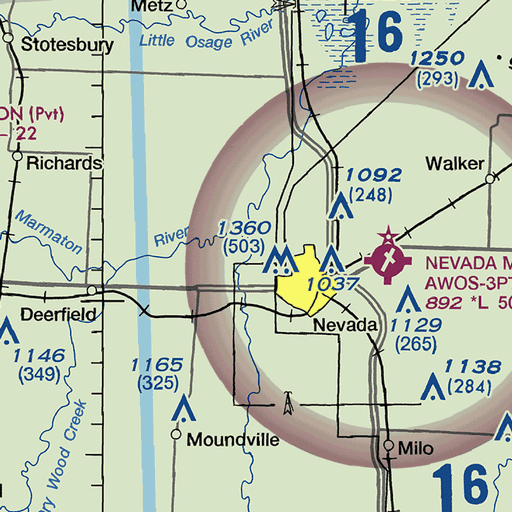 Metz
Stotesbury
Little Osage River
16
1250
(293)
ON (Pvt)
- 22
Richards
1092
(248)
Walker
Marmaton
River
1360
(503)
1037
NEVADA M
AWOS-3PT
892 *L 50
Deerfield
Nevada
1129
(265)
1146
(349)
1165
(325)
1138
(284)
ry Wood Creek
Moundville
Milo
16